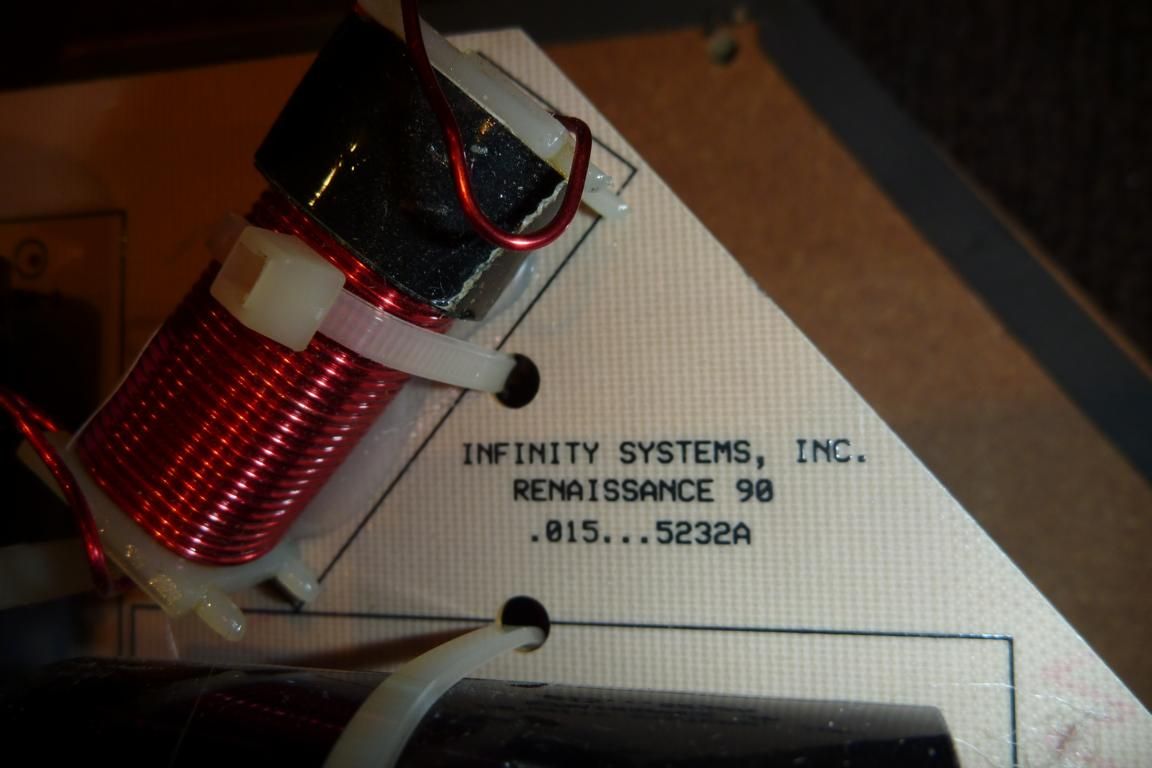 INFINITY SYSTEMS, INC.
RENAISSANCE 90
.015...5232A